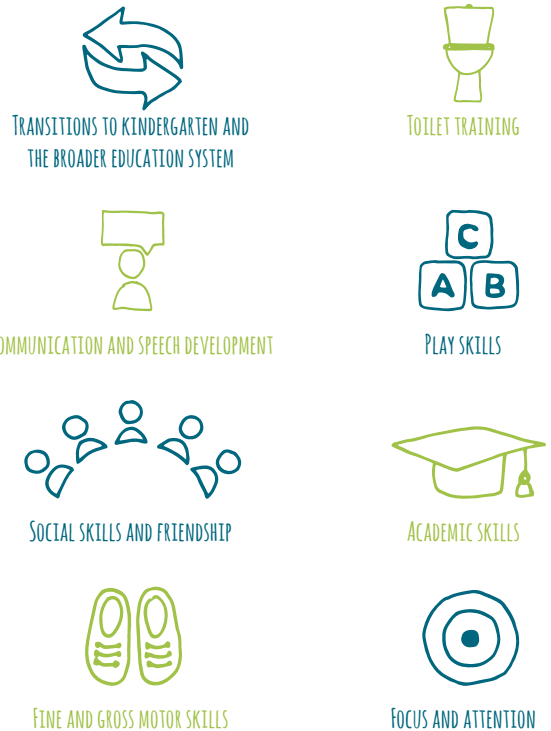 Transitions to kindergarten and
the broader education system
Toilet training
ommunication and speech development
C
A B
Play skills
Social skills and friendship
Academic skills
Fine and gross motor skills
Focus and attention